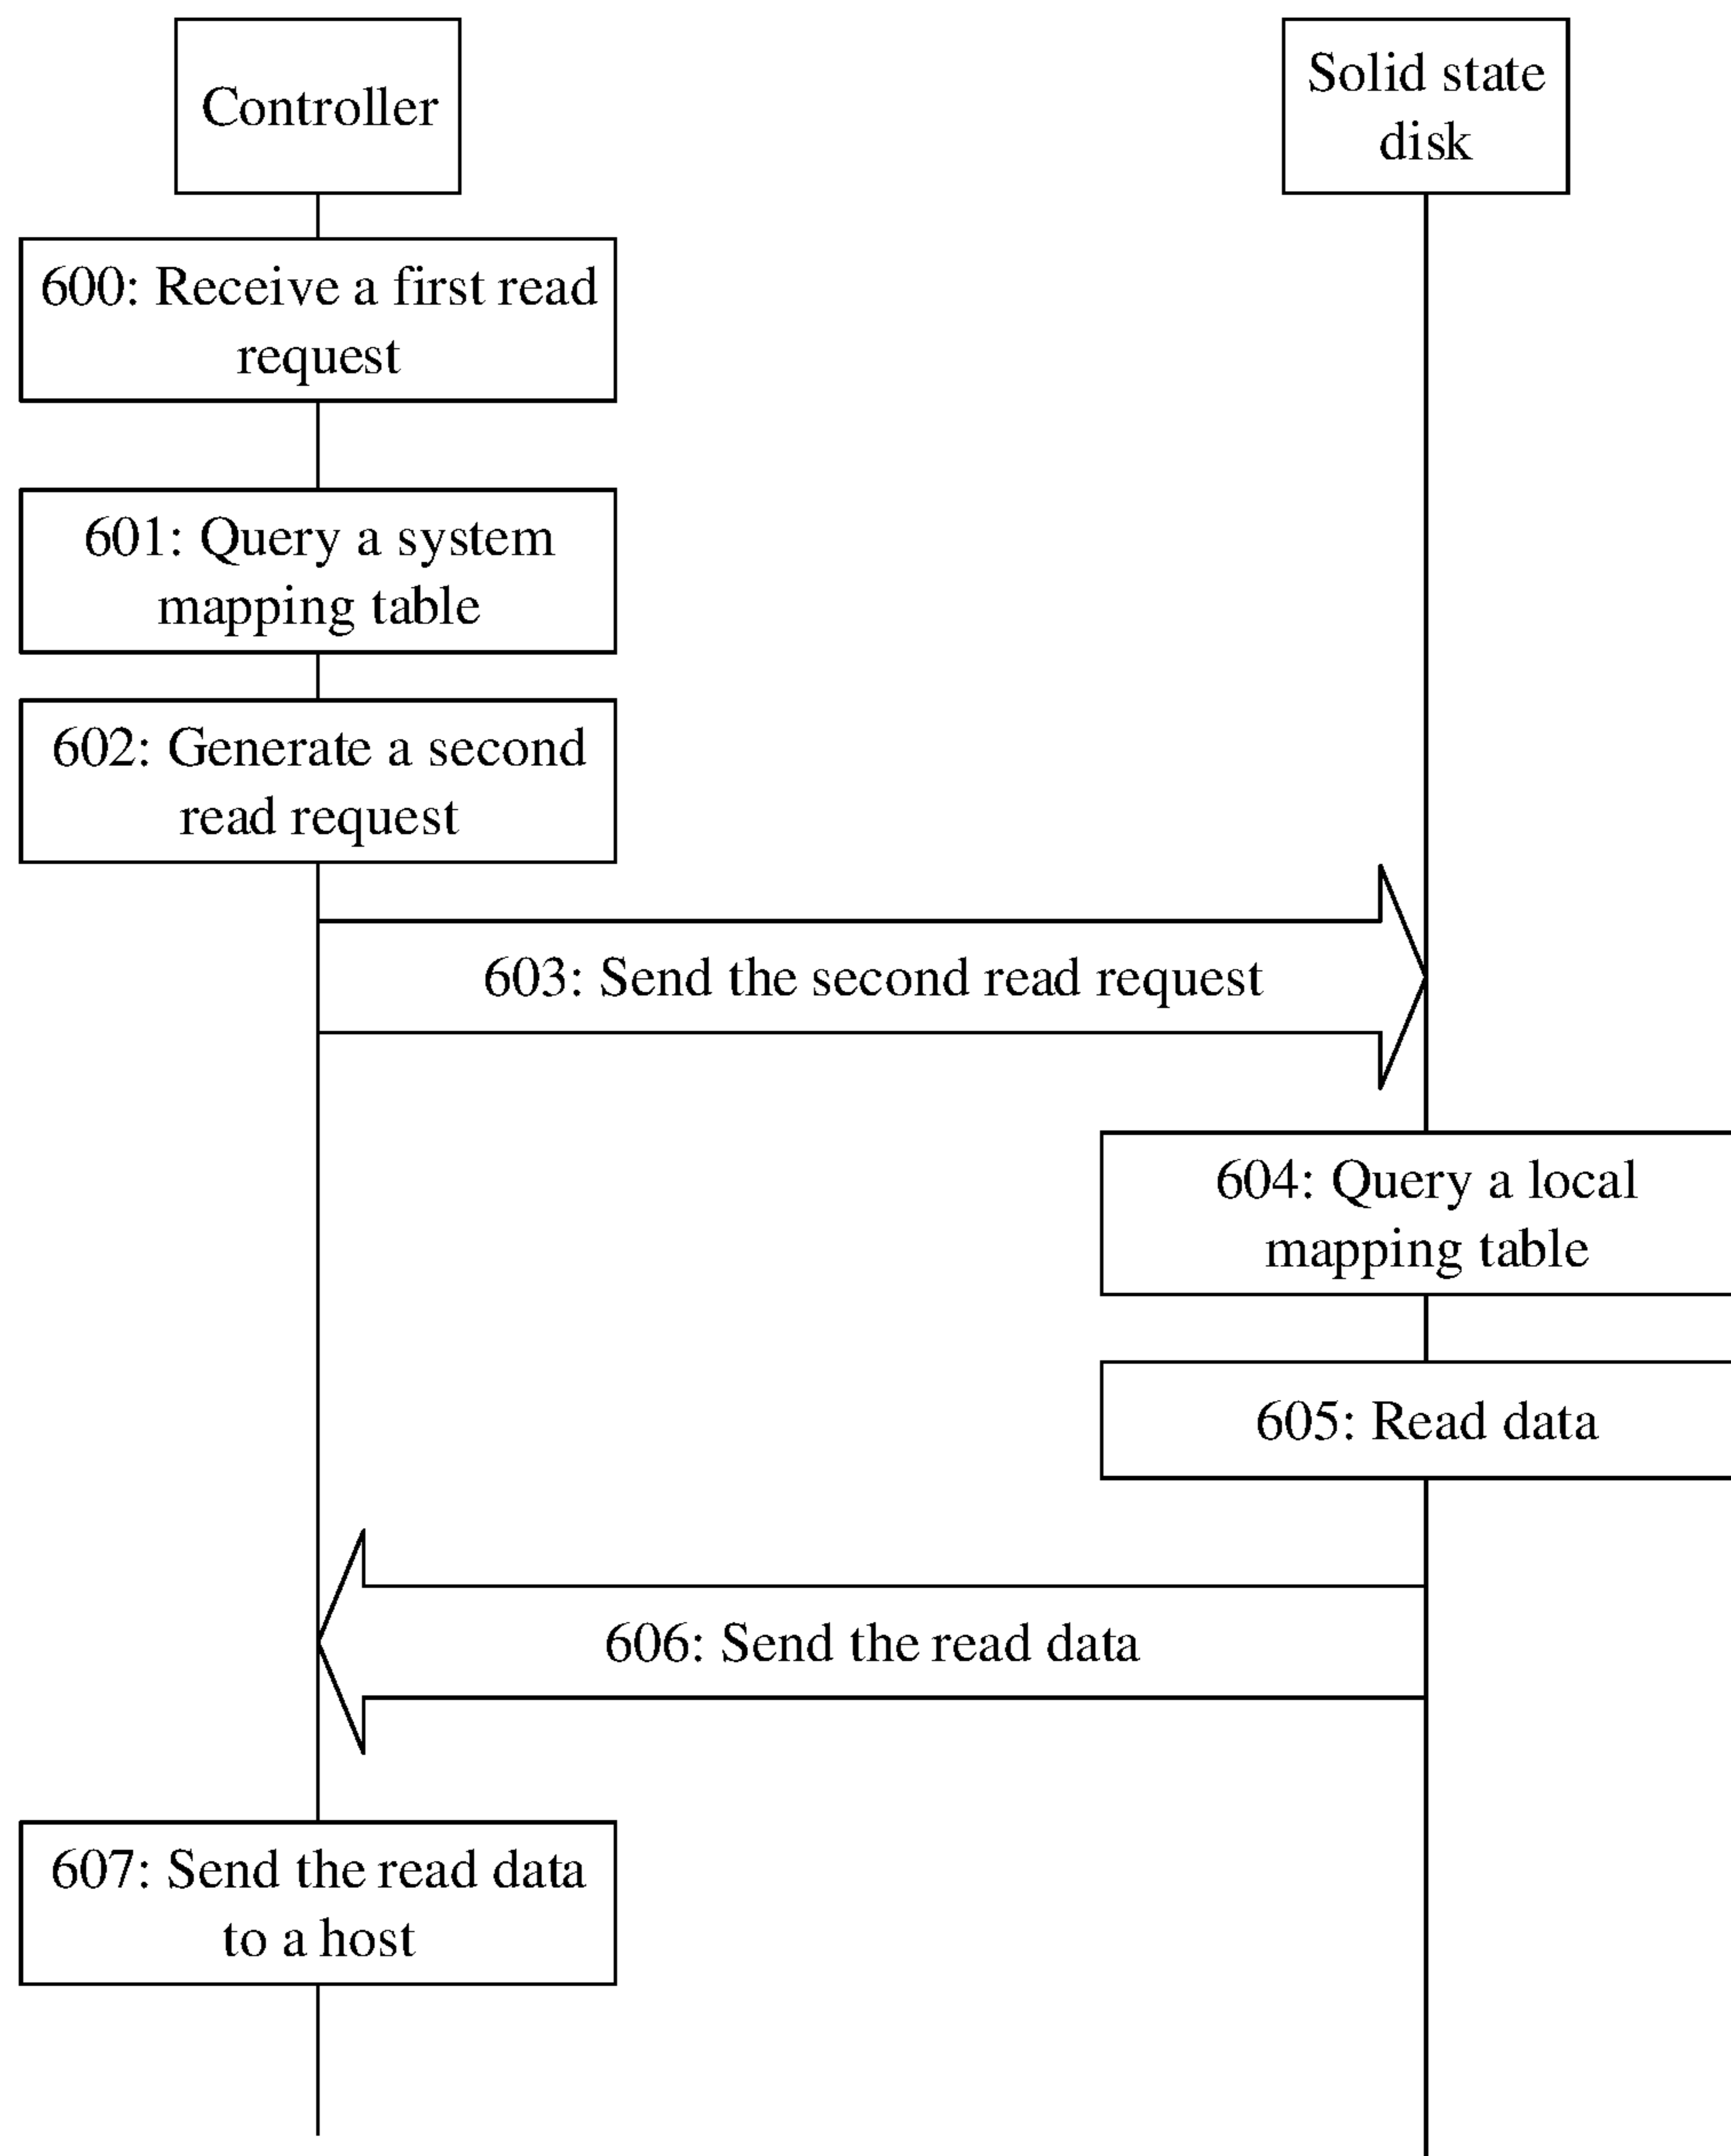 Controller
Solid state
disk
600: Receive a first read
request
601: Query a system
mapping table
602: Generate a second
read request
603: Send the second read request
604: Query a local
mapping table
605: Read data
606: Send the read data
607: Send the read data
to a host